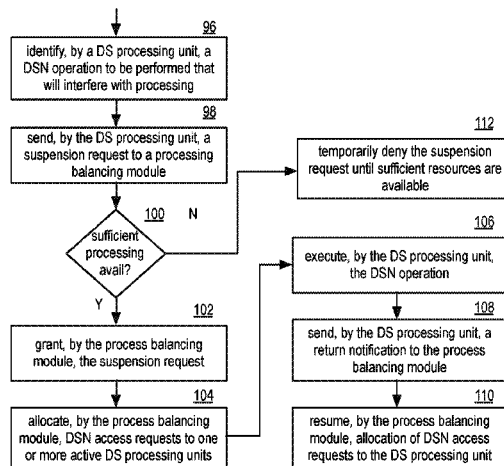 96
identify, by a DS processing unit, a
DSN operation to be performed that
will interfere with processing
98
send, by the DS processing unit, a
suspension request to a processing
balancing module
100
N
sufficient
processing
avail?
Y
102
grant, by the process balancing
module, the suspension request
104
allocate, by the process balancing
module, DSN access requests to one
or more active DS processing units
112
temporarily deny the suspension
request until sufficient resources are
available
106
execute, by the DS processing unit,
the DSN operation
108
send, by the DS processing unit, a
return notification to the process
balancing module
110
resume, by the process balancing
module, allocation of DSN access
requests to the DS processing unit